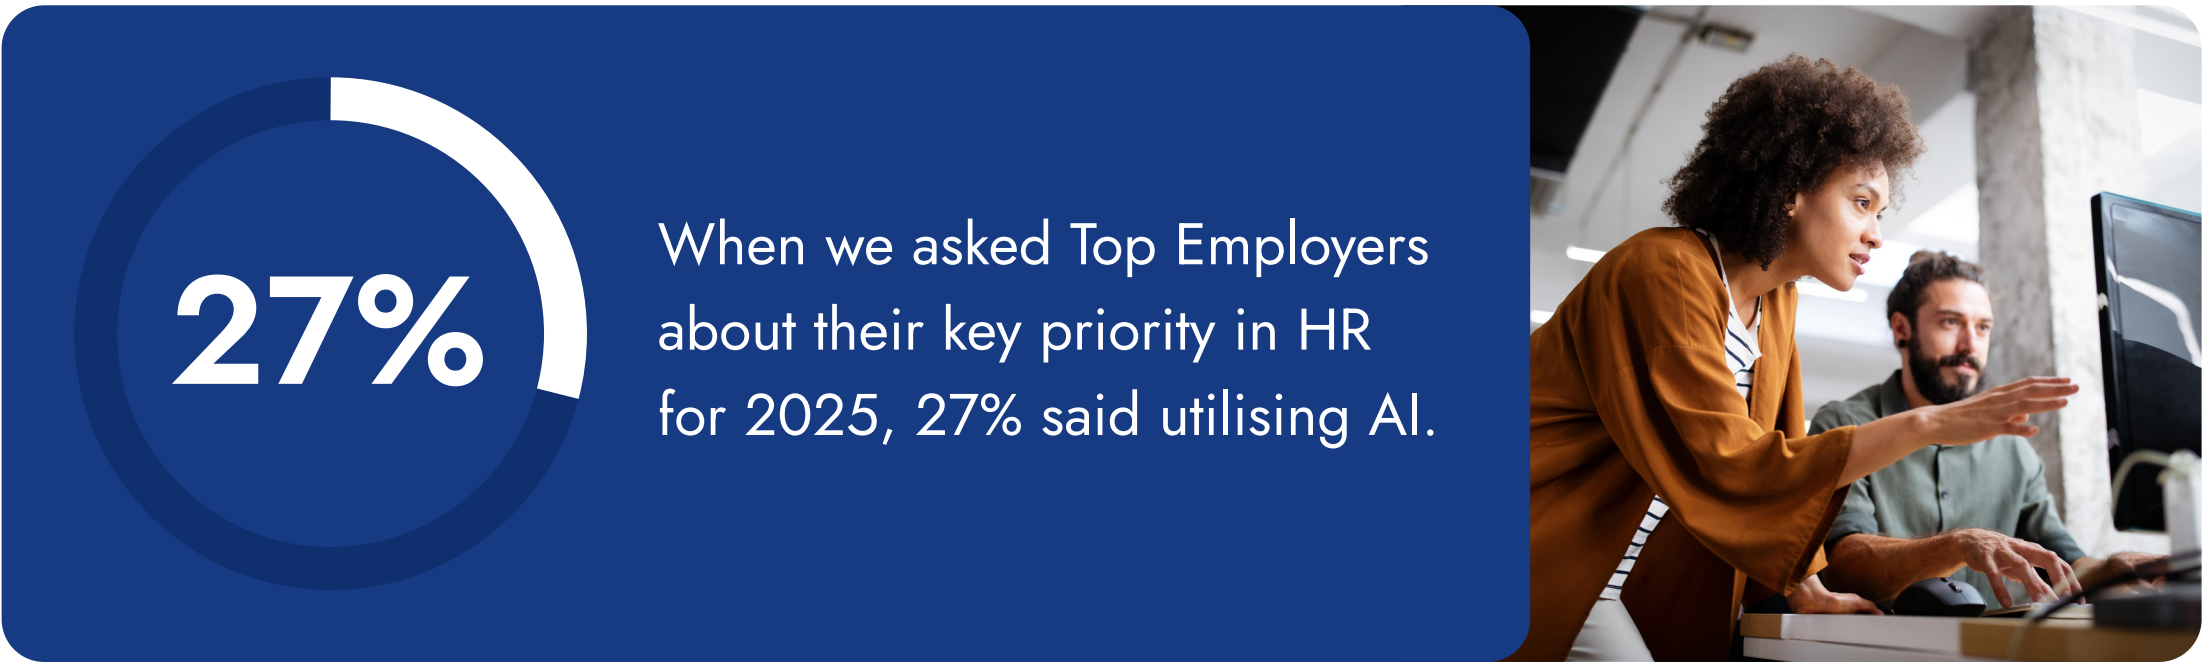 27%
When we asked Top Employers
about their key priority in HR
for 2025, 27% said utilising AI.